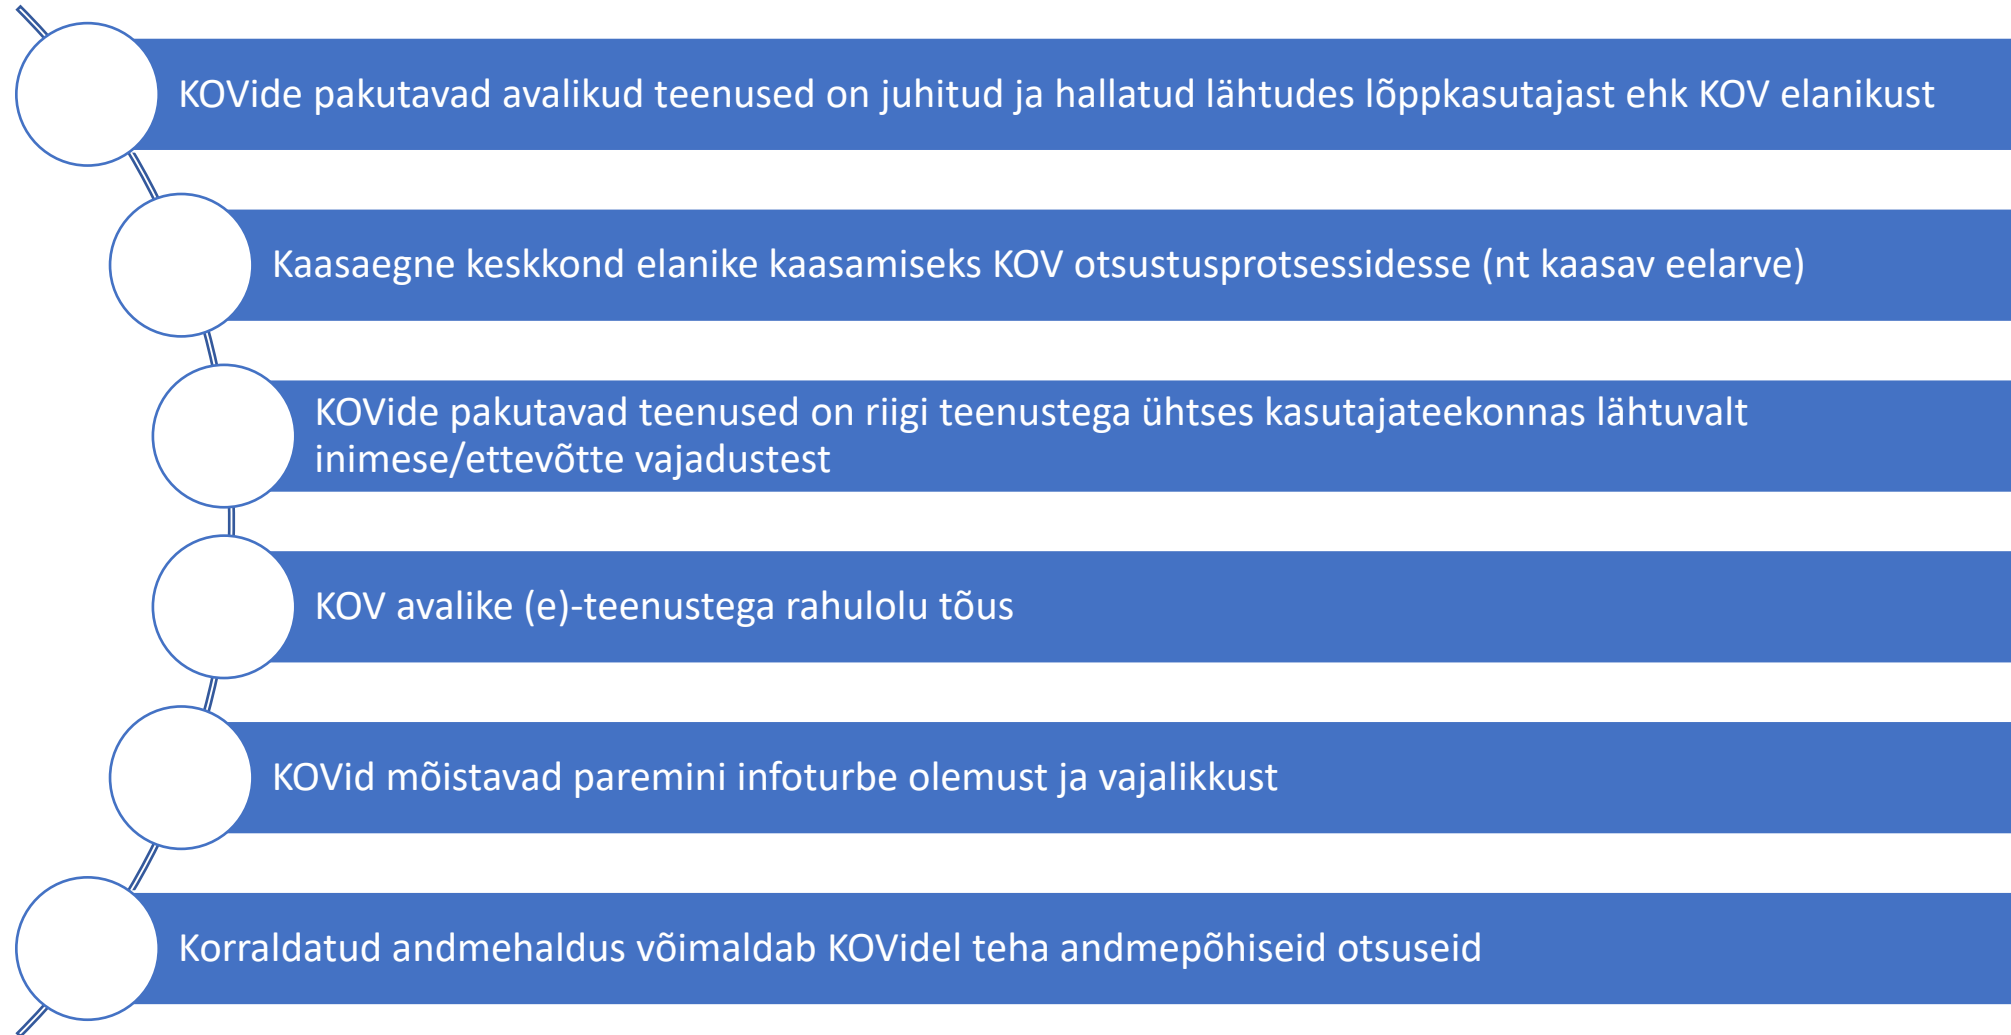 KOVide pakutavad avalikud teenused on juhitud ja hallatud lähtudes lõppkasutajast ehk KOV elanikust
Kaasaegne keskkond elanike kaasamiseks KOV otsustusprotsessidesse (nt kaasav eelarve)
KOVide pakutavad teenused on riigi teenustega ühtses kasutajateekonnas lähtuvalt
inimese/ettevõtte vajadustest
KOV avalike (e)-teenustega rahulolu tõus
KOVid mõistavad paremini infoturbe olemust ja vajalikkust
Korraldatud andmehaldus võimaldab KOVidel teha andmepõhiseid otsuseid